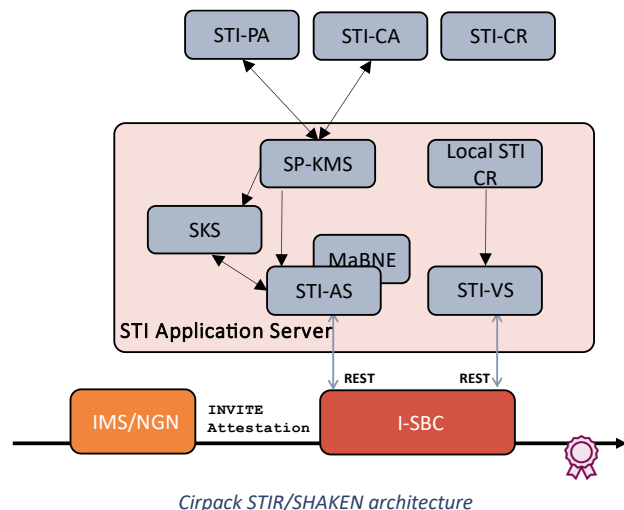 STI-PA
STI-CA
STI-CR
SP-KMS
Local STI
CR
SKS
MaBNE
STI-AS
STI-VS
STI Application Server
REST
REST
IMS/NGN
INVITE
Attestation
I-SBC
Cirpack STIR/SHAKEN architecture